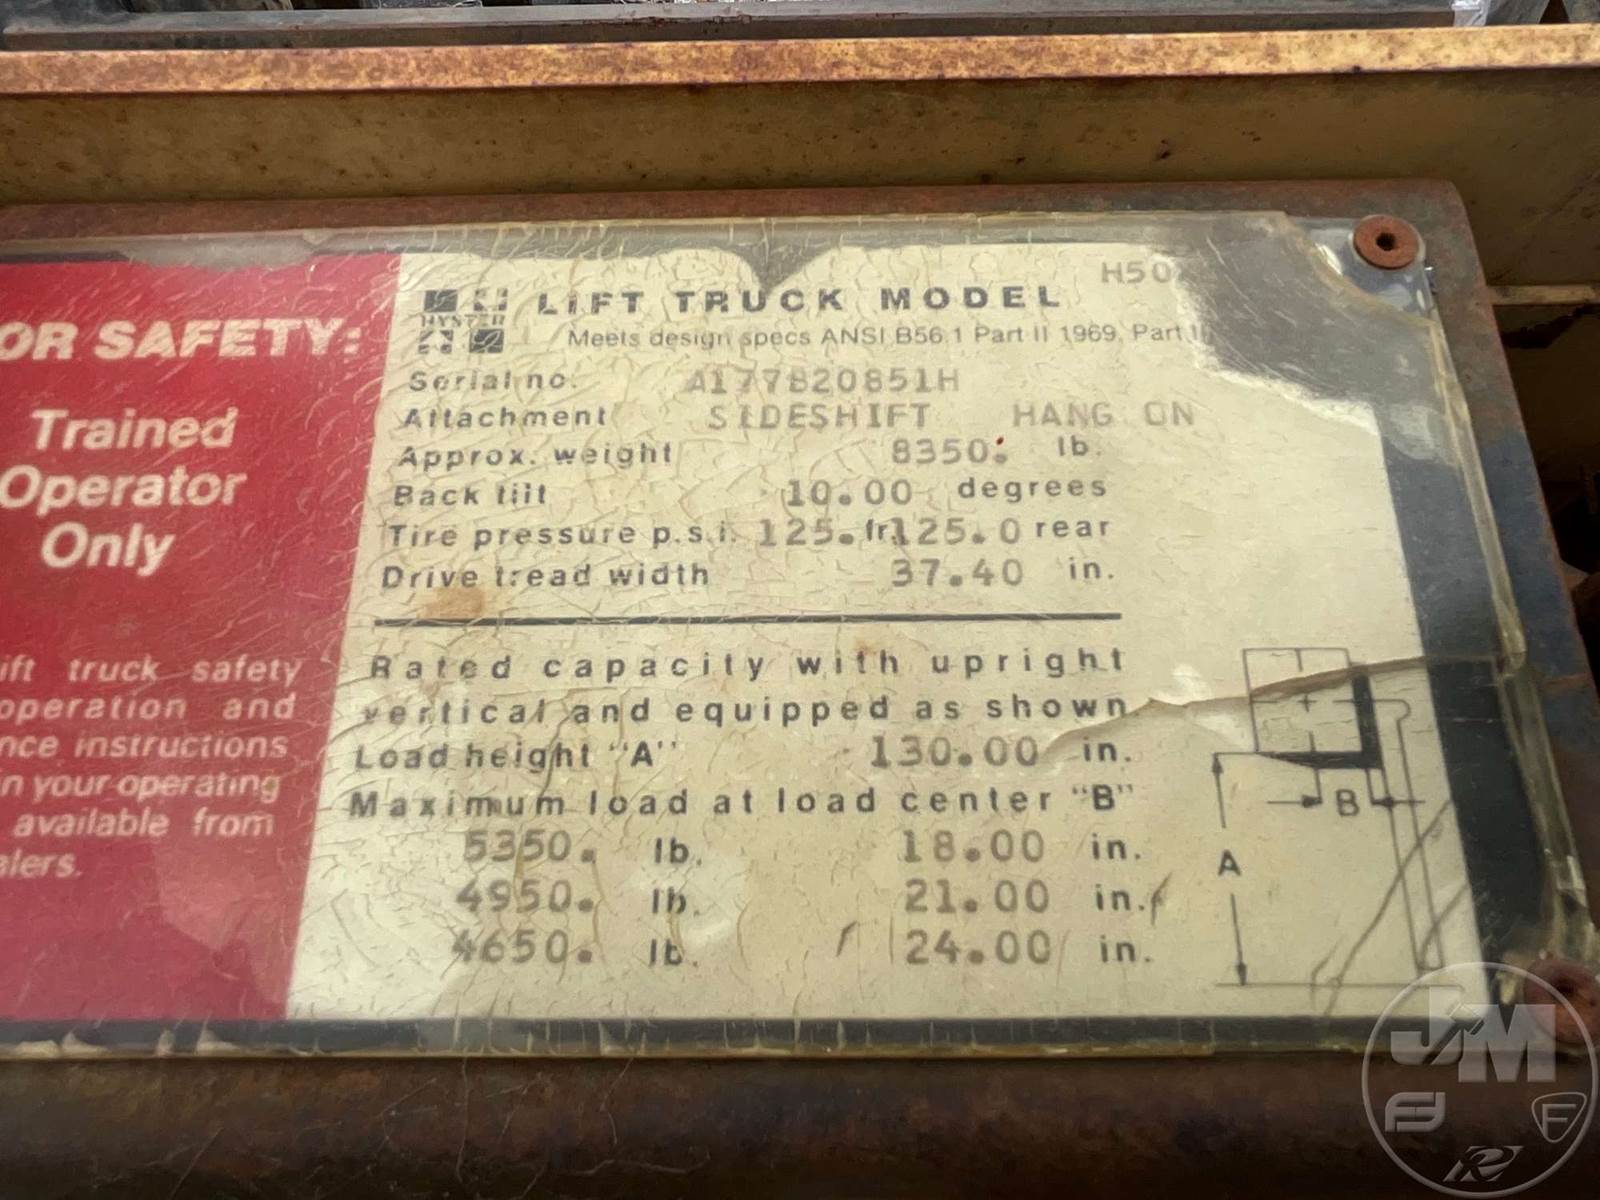 OR SAFETY:
Trained
Operator
Only
ift truck safety
operation and
nce instructions
in your operating
available from
alers.
HYSTER LIFT TRUCK MODEL H50
Meets design specs ANSI B56.1 Part II 1969, Part
Serial no. A177B20851H
Attachment SIDESHIFT HANG ON
Approx. weight 8350. lb.
Back tilt 10.00 degrees
Tire pressure p.s.i. 125. fr. 125.0 rear
Drive tread width 37.40 in.
Rated capacity with upright
vertical and equipped as shown.
Load height "A" 130.00 in.
Maximum load at load center "B"
5350. lb. 18.00 in.
4950. lb. 21.00 in.
4650. lb. 24.00 in.
B
A
JM